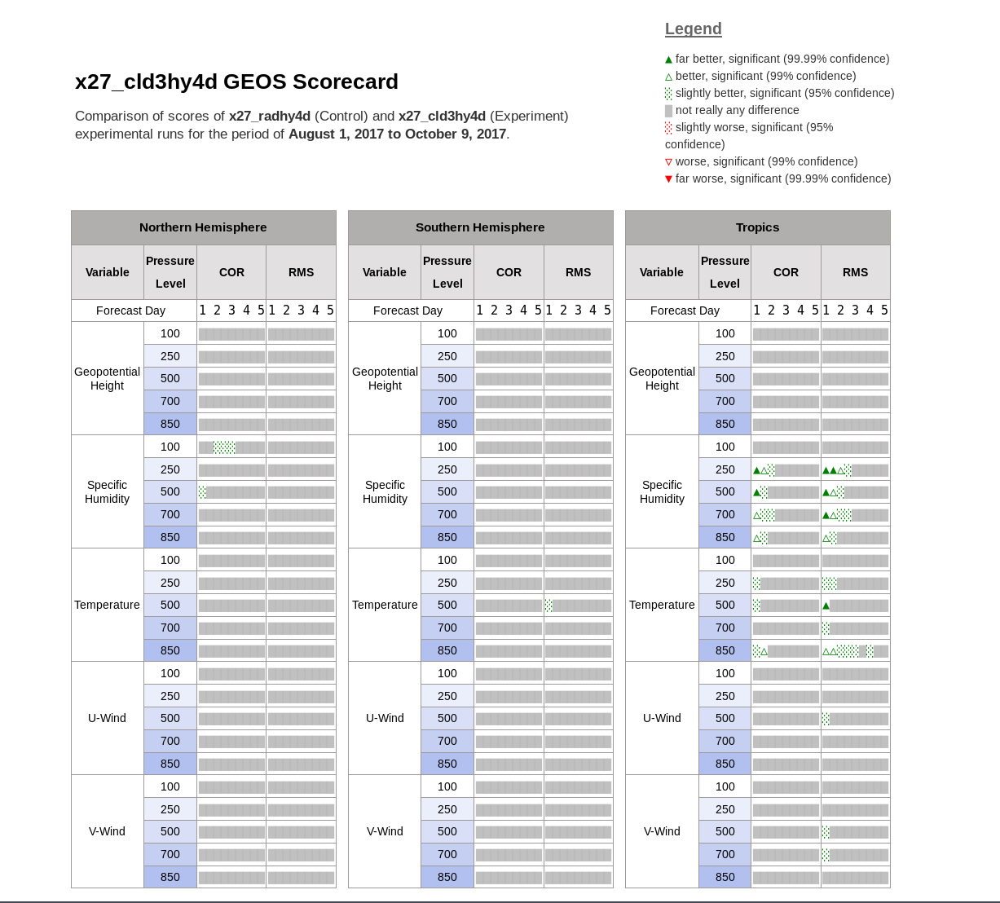 Legend
▲ far better, significant (99.99% confidence)
△ better, significant (99% confidence)
░ slightly better, significant (95% confidence)
█ not really any difference
░ slightly worse, significant (95%
confidence)
▽ worse, significant (99% confidence)
▼ far worse, significant (99.99% confidence)
x27_cld3hy4d GEOS Scorecard
Comparison of scores of x27_radhy4d (Control) and x27_cld3hy4d (Experiment)
experimental runs for the period of August 1, 2017 to October 9, 2017.
Northern Hemisphere
Variable Pressure Level COR RMS
Forecast Day 1 2 3 4 5 1 2 3 4 5
Geopotential Height
100
250
500
700
850
Specific Humidity
100
250
500
700
850
Temperature
100
250
500
700
850
U-Wind
100
250
500
700
850
V-Wind
100
250
500
700
850
Southern Hemisphere
Variable Pressure Level COR RMS
Forecast Day 1 2 3 4 5 1 2 3 4 5
Geopotential Height
100
250
500
700
850
Specific Humidity
100
250
500
700
850
Temperature
100
250
500
700
850
U-Wind
100
250
500
700
850
V-Wind
100
250
500
700
850
Tropics
Variable Pressure Level COR RMS
Forecast Day 1 2 3 4 5 1 2 3 4 5
Geopotential Height
100
250
500
700
850
Specific Humidity
100
250
500
700
850
Temperature
100
250
500
700
850
U-Wind
100
250
500
700
850
V-Wind
100
250
500
700
850